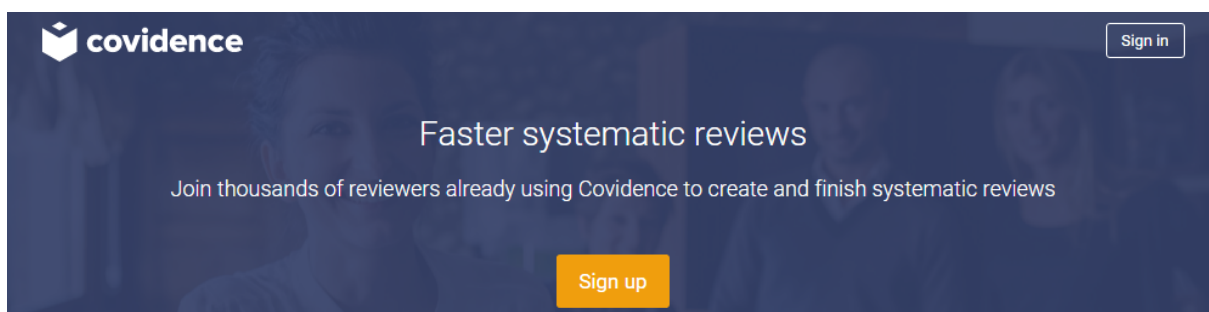 covidence
Sign in
Faster systematic reviews
Join thousands of reviewers already using Covidence to create and finish systematic reviews
Sign up